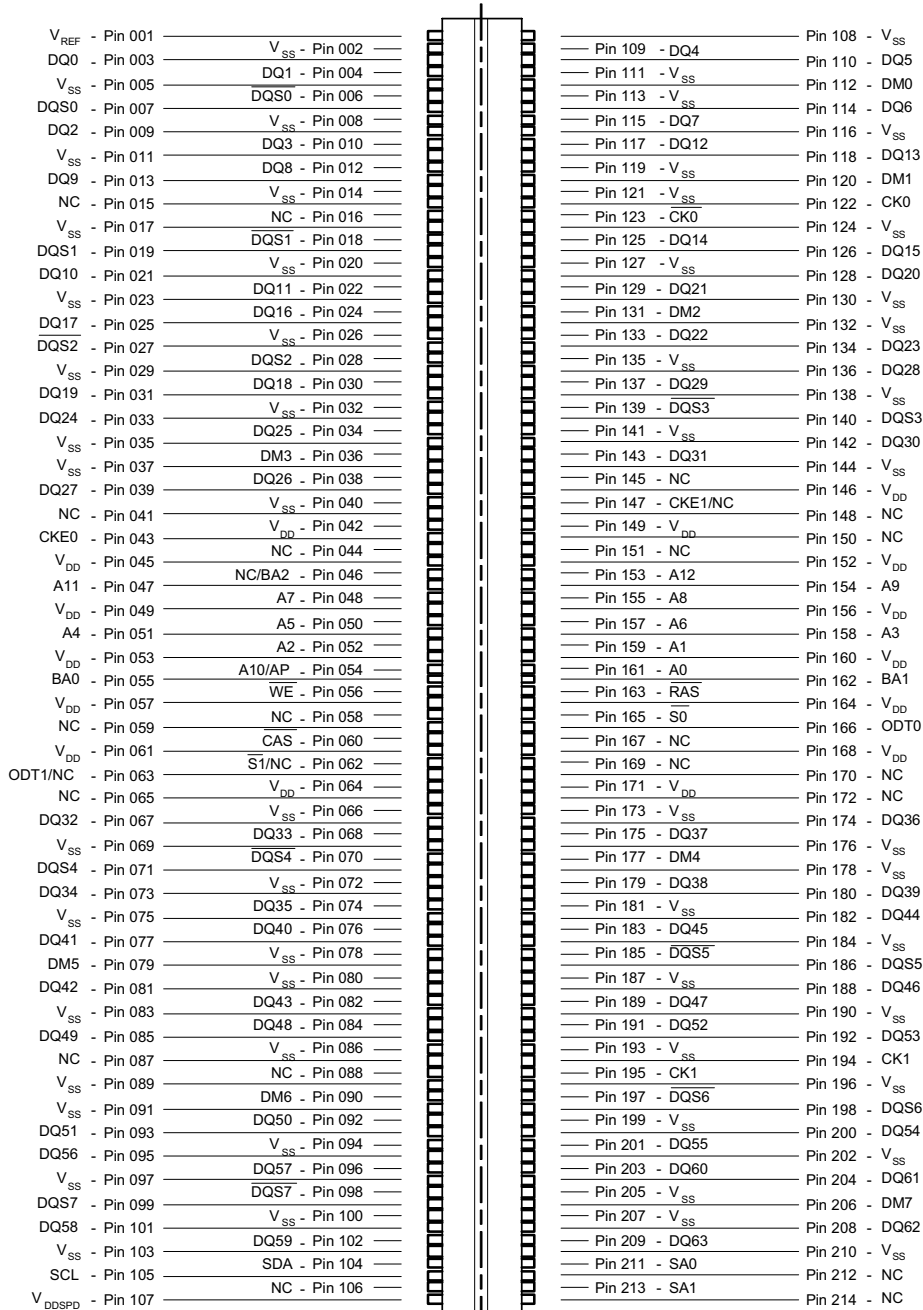 VREF - Pin 001
VSS - Pin 002
DQ0 - Pin 003
DQ1 - Pin 004
VSS - Pin 005
DQS0 - Pin 006
DQS0 - Pin 007
VSS - Pin 008
DQ2 - Pin 009
DQ3 - Pin 010
VSS - Pin 011
DQ8 - Pin 012
DQ9 - Pin 013
VSS - Pin 014
NC - Pin 015
NC - Pin 016
VSS - Pin 017
DQS1 - Pin 018
DQS1 - Pin 019
VSS - Pin 020
DQ10 - Pin 021
DQ11 - Pin 022
VSS - Pin 023
DQ16 - Pin 024
DQ17 - Pin 025
VSS - Pin 026
DQS2 - Pin 027
DQS2 - Pin 028
VSS - Pin 029
DQ18 - Pin 030
DQ19 - Pin 031
VSS - Pin 032
DQ24 - Pin 033
DQ25 - Pin 034
VSS - Pin 035
DM3 - Pin 036
VSS - Pin 037
DQ26 - Pin 038
DQ27 - Pin 039
VSS - Pin 040
NC - Pin 041
VDD - Pin 042
CKE0 - Pin 043
NC - Pin 044
VDD - Pin 045
NC/BA2 - Pin 046
A11 - Pin 047
A7 - Pin 048
VDD - Pin 049
A5 - Pin 050
A4 - Pin 051
A2 - Pin 052
VDD - Pin 053
A10/AP - Pin 054
BA0 - Pin 055
WE - Pin 056
VDD - Pin 057
NC - Pin 058
NC - Pin 059
CAS - Pin 060
VDD - Pin 061
S1/NC - Pin 062
ODT1/NC - Pin 063
VDD - Pin 064
NC - Pin 065
VSS - Pin 066
DQ32 - Pin 067
DQ33 - Pin 068
VSS - Pin 069
DQS4 - Pin 070
DQS4 - Pin 071
VSS - Pin 072
DQ34 - Pin 073
DQ35 - Pin 074
VSS - Pin 075
DQ40 - Pin 076
DQ41 - Pin 077
VSS - Pin 078
DM5 - Pin 079
VSS - Pin 080
DQ42 - Pin 081
DQ43 - Pin 082
VSS - Pin 083
DQ48 - Pin 084
DQ49 - Pin 085
VSS - Pin 086
NC - Pin 087
NC - Pin 088
VSS - Pin 089
DM6 - Pin 090
VSS - Pin 091
DQ50 - Pin 092
DQ51 - Pin 093
VSS - Pin 094
DQ56 - Pin 095
DQ57 - Pin 096
VSS - Pin 097
DQS7 - Pin 098
DQS7 - Pin 099
VSS - Pin 100
DQ58 - Pin 101
DQ59 - Pin 102
VSS - Pin 103
SDA - Pin 104
SCL - Pin 105
NC - Pin 106
VDDSPD - Pin 107
Pin 108 - VSS
Pin 109 - DQ4
Pin 110 - DQ5
Pin 111 - VSS
Pin 112 - DM0
Pin 113 - VSS
Pin 114 - DQ6
Pin 115 - DQ7
Pin 116 - VSS
Pin 117 - DQ12
Pin 118 - DQ13
Pin 119 - VSS
Pin 120 - DM1
Pin 121 - VSS
Pin 122 - CK0
Pin 123 - CK0
Pin 124 - VSS
Pin 125 - DQ14
Pin 126 - DQ15
Pin 127 - VSS
Pin 128 - DQ20
Pin 129 - DQ21
Pin 130 - VSS
Pin 131 - DM2
Pin 132 - VSS
Pin 133 - DQ22
Pin 134 - DQ23
Pin 135 - VSS
Pin 136 - DQ28
Pin 137 - DQ29
Pin 138 - VSS
Pin 139 - DQS3
Pin 140 - DQS3
Pin 141 - VSS
Pin 142 - DQ30
Pin 143 - DQ31
Pin 144 - VSS
Pin 145 - NC
Pin 146 - VDD
Pin 147 - CKE1/NC
Pin 148 - NC
Pin 149 - VDD
Pin 150 - NC
Pin 151 - NC
Pin 152 - VDD
Pin 153 - A12
Pin 154 - A9
Pin 155 - A8
Pin 156 - VDD
Pin 157 - A6
Pin 158 - A3
Pin 159 - A1
Pin 160 - VDD
Pin 161 - A0
Pin 162 - BA1
Pin 163 - RAS
Pin 164 - VDD
Pin 165 - S0
Pin 166 - ODT0
Pin 167 - NC
Pin 168 - VDD
Pin 169 - NC
Pin 170 - NC
Pin 171 - VDD
Pin 172 - NC
Pin 173 - VSS
Pin 174 - DQ36
Pin 175 - DQ37
Pin 176 - VSS
Pin 177 - DM4
Pin 178 - VSS
Pin 179 - DQ38
Pin 180 - DQ39
Pin 181 - VSS
Pin 182 - DQ44
Pin 183 - DQ45
Pin 184 - VSS
Pin 185 - DQS5
Pin 186 - DQS5
Pin 187 - VSS
Pin 188 - DQ46
Pin 189 - DQ47
Pin 190 - VSS
Pin 191 - DQ52
Pin 192 - DQ53
Pin 193 - VSS
Pin 194 - CK1
Pin 195 - CK1
Pin 196 - VSS
Pin 197 - DQS6
Pin 198 - DQS6
Pin 199 - VSS
Pin 200 - DQ54
Pin 201 - DQ55
Pin 202 - VSS
Pin 203 - DQ60
Pin 204 - DQ61
Pin 205 - VSS
Pin 206 - DM7
Pin 207 - VSS
Pin 208 - DQ62
Pin 209 - DQ63
Pin 210 - VSS
Pin 211 - SA0
Pin 212 - NC
Pin 213 - SA1
Pin 214 - NC